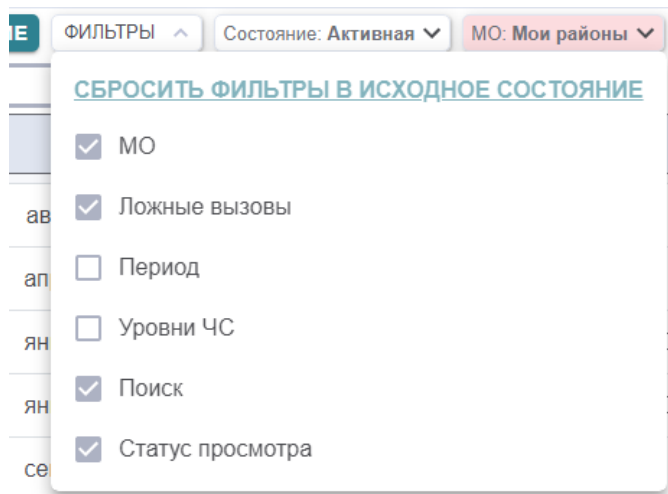 ФИЛЬТРЫ
Состояние: Активная
МО: Мои районы
СБРОСИТЬ ФИЛЬТРЫ В ИСХОДНОЕ СОСТОЯНИЕ
МО
Ложные вызовы
Период
Уровни ЧС
Поиск
Статус просмотра